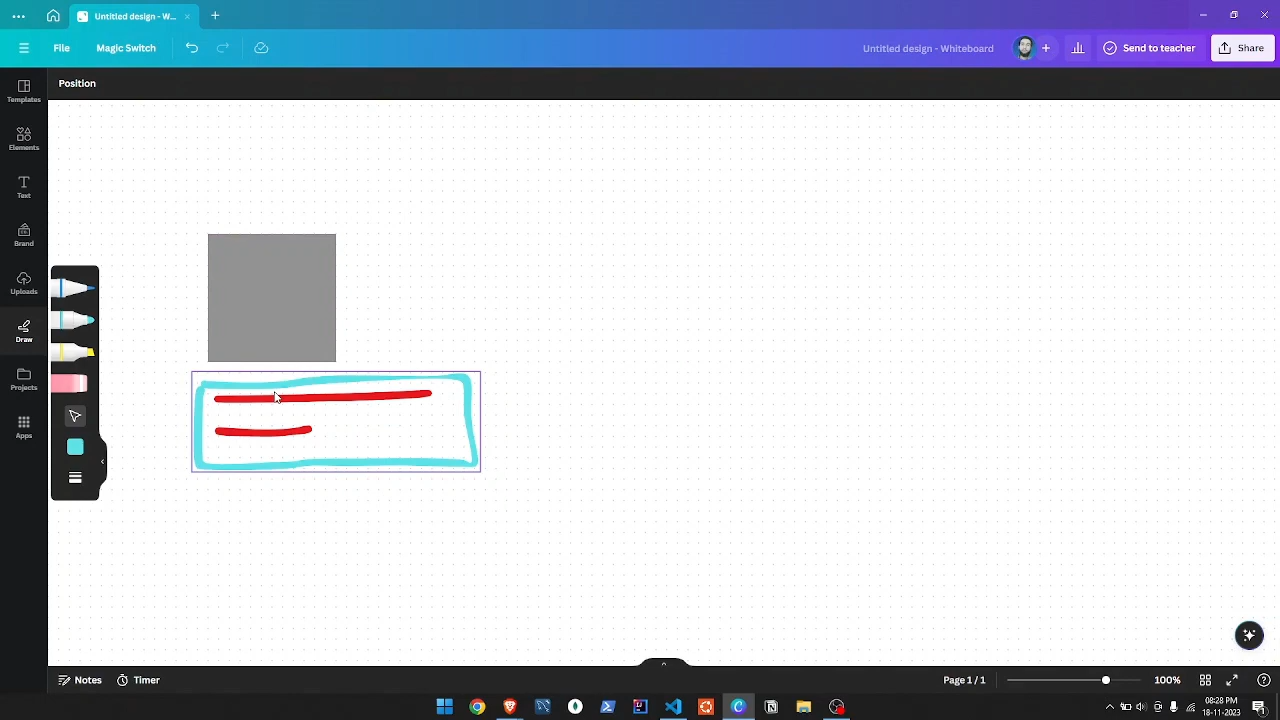 Untitled design - W...
File
Magic Switch
Untitled design - Whiteboard
Send to teacher
Share
Position
Templates
Elements
Text
Brand
Uploads
Draw
Projects
Apps
Notes
Timer
Page 1 / 1
100%
08:28 PM
18-11-2023